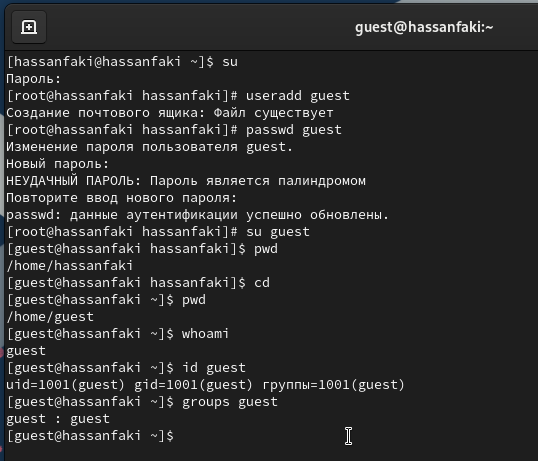 guest@hassanfaki:~
[hassanfaki@hassanfaki ~]$ su
Пароль:
[root@hassanfaki hassanfaki]# useradd guest
Создание почтового ящика: Файл существует
[root@hassanfaki hassanfaki]# passwd guest
Изменение пароля пользователя guest.
Новый пароль:
НЕУДАЧНЫЙ ПАРОЛЬ: Пароль является палиндромом
Повторите ввод нового пароля:
passwd: данные аутентификации успешно обновлены.
[root@hassanfaki hassanfaki]# su guest
[guest@hassanfaki hassanfaki]$ pwd
/home/hassanfaki
[guest@hassanfaki hassanfaki]$ cd
[guest@hassanfaki ~]$ pwd
/home/guest
[guest@hassanfaki ~]$ whoami
guest
[guest@hassanfaki ~]$ id guest
uid=1001(guest) gid=1001(guest) группы=1001(guest)
[guest@hassanfaki ~]$ groups guest
guest : guest
[guest@hassanfaki ~]$